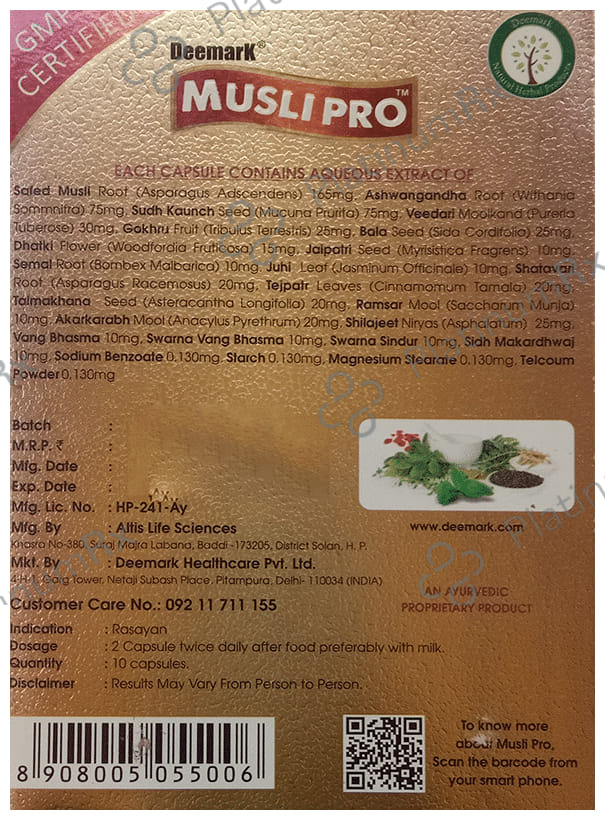 GMP
CERTIFIED
Deemark®
MUSLI PRO™
Deemark
Natural Herbal Products
EACH CAPSULE CONTAINS AQUEOUS EXTRACT OF
Safed Musli Root (Asparagus Adscendens) 165mg, Ashwagandha Root (Withania
Somnnifra) 75mg, Sudh Kaunch Seed (Mucuna Prurita) 75mg, Veedari Moolkand (Pureria
Tuberose) 30mg, Gokhru Fruit (Tribulus Terrestris) 25mg, Bala Seed (Sida Cordifolia) 25mg,
Dhatki Flower (Woodfordia Fruticosa) 15mg, Jaipatri Seed (Myrisistica Fragrens) 10mg,
Semal Root (Bombex Malbarica) 10mg, Juhi Leaf (Jasminum Officinale) 10mg, Shatavari
Root (Asparagus Racemosus) 20mg, Tejpatr Leaves (Cinnamomum Tamala) 20mg,
Talmakhana Seed (Asteracantha Longifolia) 20mg, Ramsar Mool (Saccharum Munja)
10mg, Akarkarabh Mool (Anacylus Pyrethrum) 20mg, Shilajeet Niryas (Asphaltum) 25mg,
Vang Bhasma 10mg, Swarna Vang Bhasma 10mg, Swarna Sindur 10mg, Sidh Makardhwaj
10mg, Sodium Benzoate 0.130mg, Starch 0.130mg, Magnesium Stearate 0.130mg, Telcoum
Powder 0.130mg
Batch :
M.R.P. ₹ :
Mfg. Date :
Exp. Date :
Mfg. Lic. No. : HP-241-Ay
Mfg. By : Altis Life Sciences
Khasra No-380, Siraj Majra Labana, Baddi -173205, District Solan, H. P.
Mkt. By : Deemark Healthcare Pvt. Ltd.
4-H-1, Garg Tower, Netaji Subash Place, Pitampura, Delhi- 110034 (INDIA)
Customer Care No.: 092 11 711 155
www.deemark.com
AN AYURVEDIC
PROPRIETARY PRODUCT
Indication : Rasayan
Dosage : 2 Capsule twice daily after food preferably with milk.
Quantity : 10 capsules.
Disclaimer : Results May Vary From Person to Person.
8 908005 055006
To know more
about Musli Pro,
Scan the barcode from
your smart phone.
PlatinumRx